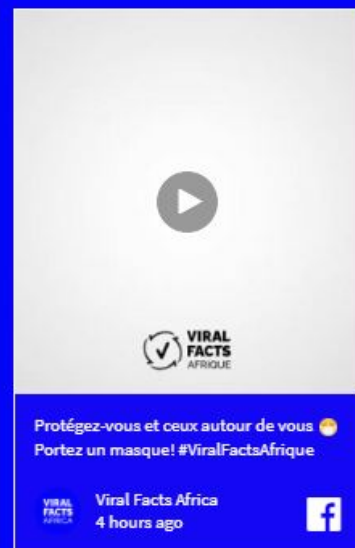 VIRAL
FACTS
AFRIQUE
Protégez-vous et ceux autour de vous 😷
Portez un masque! #ViralFactsAfrique
VIRAL
FACTS
AFRICA
Viral Facts Africa
4 hours ago